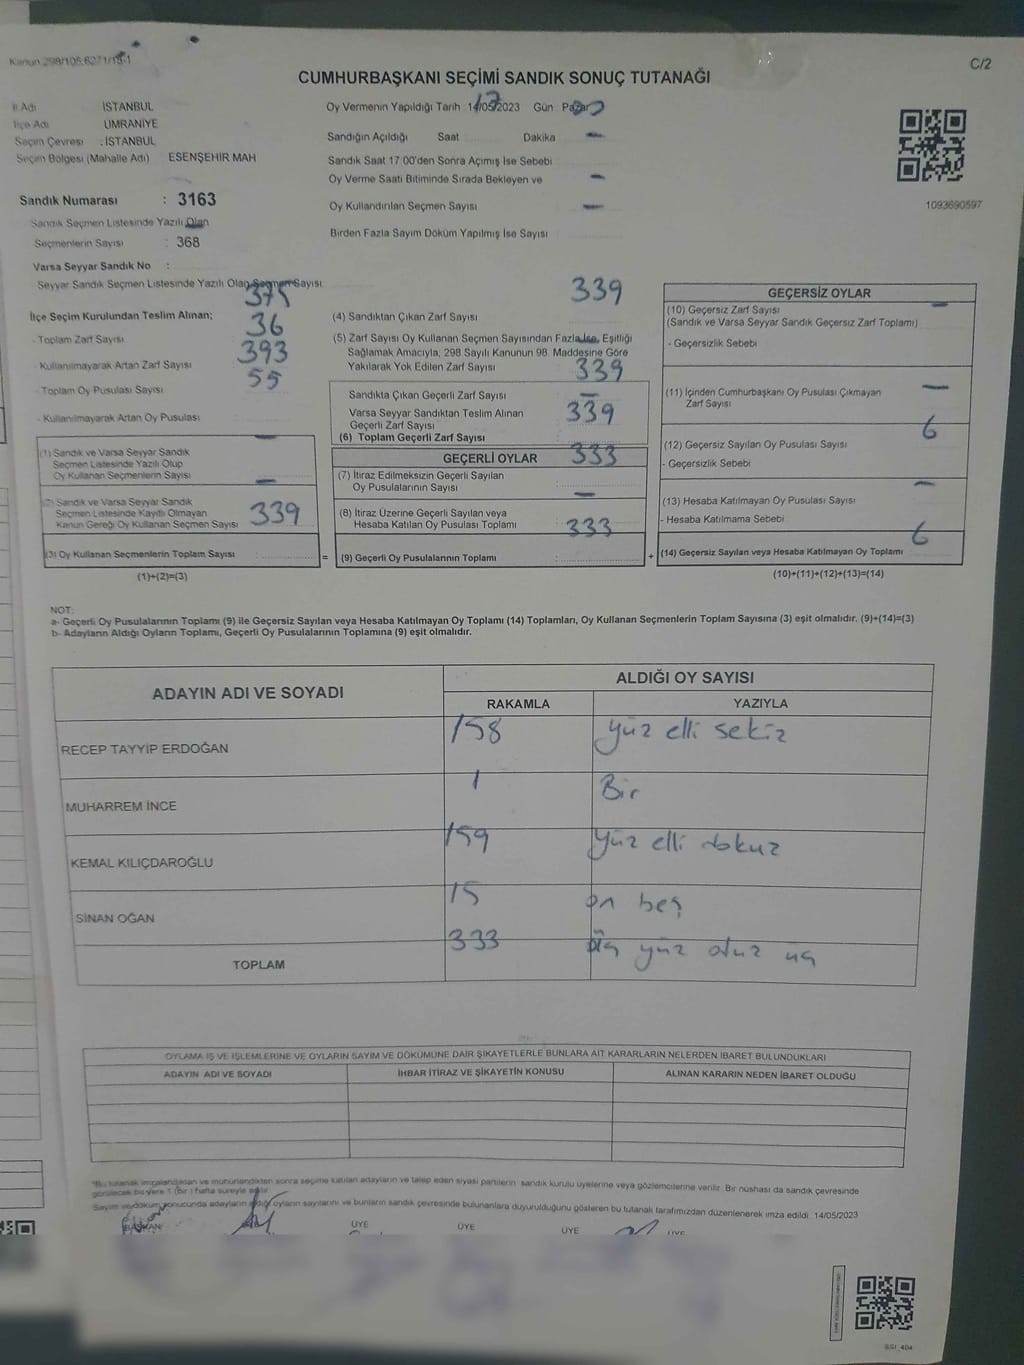 Kanun 298/105,6271/19-1
C/2
CUMHURBAŞKANI SEÇİMİ SANDIK SONUÇ TUTANAĞI
İl Adı : İSTANBUL
İlçe Adı : ÜMRANİYE
Seçim Çevresi : İSTANBUL
Seçim Bölgesi (Mahalle Adı) ESENŞEHİR MAH
Sandık Numarası : 3163
Sandık Seçmen Listesinde Yazılı Olan
Seçmenlerin Sayısı : 368
Varsa Seyyar Sandık No :
Seyyar Sandık Seçmen Listesinde Yazılı Olan Seçmen Sayısı
Oy Vermenin Yapıldığı Tarih 14/05/2023 Gün Pazar
Sandığın Açıldığı Saat Dakika –
Sandık Saat 17:00'den Sonra Açımış İse Sebebi
Oy Verme Saati Bitiminde Sırada Bekleyen ve –
Oy Kullandırılan Seçmen Sayısı –
Birden Fazla Sayım Döküm Yapılmış İse Sayısı
1093690597
375
İlçe Seçim Kurulundan Teslim Alınan;
36
- Toplam Zarf Sayısı
393
Kullanılmayarak Artan Zarf Sayısı
55
- Toplam Oy Pusulası Sayısı
- Kullanılmayarak Artan Oy Pusulası
(1) Sandık ve Varsa Seyyar Sandık –
Seçmen Listesinde Yazılı Olup
Oy Kullanan Seçmenlerin Sayısı –
(2) Sandık ve Varsa Seyyar Sandık
Seçmen Listesinde Kayıtlı Olmayan 339
Kanun Gereği Oy Kullanan Seçmen Sayısı
(3) Oy Kullanan Seçmenlerin Toplam Sayısı =
(1)+(2)=(3)
339
(4) Sandıktan Çıkan Zarf Sayısı
(5) Zarf Sayısı Oy Kullanan Seçmen Sayısından Fazla İse, Eşitliği
Sağlamak Amacıyla, 298 Sayılı Kanunun 98. Maddesine Göre
Yakılarak Yok Edilen Zarf Sayısı 339
Sandıkta Çıkan Geçerli Zarf Sayısı –
Varsa Seyyar Sandıktan Teslim Alınan 339
Geçerli Zarf Sayısı
(6) Toplam Geçerli Zarf Sayısı
GEÇERLİ OYLAR 333
(7) İtiraz Edilmeksizin Geçerli Sayılan
Oy Pusulalarının Sayısı –
(8) İtiraz Üzerine Geçerli Sayılan veya
Hesaba Katılan Oy Pusulası Toplamı 333
(9) Geçerli Oy Pusulalarının Toplamı +
GEÇERSİZ OYLAR
(10) Geçersiz Zarf Sayısı –
(Sandık ve Varsa Seyyar Sandık Geçersiz Zarf Toplamı)
- Geçersizlik Sebebi
(11) İçinden Cumhurbaşkanı Oy Pusulası Çıkmayan –
Zarf Sayısı
6
(12) Geçersiz Sayılan Oy Pusulası Sayısı
- Geçersizlik Sebebi
–
(13) Hesaba Katılmayan Oy Pusulası Sayısı
- Hesaba Katılmama Sebebi
6
(14) Geçersiz Sayılan veya Hesaba Katılmayan Oy Toplamı
(10)+(11)+(12)+(13)=(14)
NOT:
a- Geçerli Oy Pusulalarının Toplamı (9) ile Geçersiz Sayılan veya Hesaba Katılmayan Oy Toplamı (14) Toplamları, Oy Kullanan Seçmenlerin Toplam Sayısına (3) eşit olmalıdır. (9)+(14)=(3)
b- Adayların Aldığı Oyların Toplamı, Geçerli Oy Pusulalarının Toplamına (9) eşit olmalıdır.
ADAYIN ADI VE SOYADI
ALDIĞI OY SAYISI
RAKAMLA YAZIYLA
RECEP TAYYİP ERDOĞAN 158 yüz elli sekiz
MUHARREM İNCE 1 Bir
KEMAL KILIÇDAROĞLU 159 yüz elli dokuz
SİNAN OĞAN 15 on beş
TOPLAM 333 üç yüz otuz üç
OYLAMA İŞ VE İŞLEMLERİNE VE OYLARIN SAYIM VE DÖKÜMÜNE DAİR ŞİKAYETLERLE BUNLARA AİT KARARLARIN NELERDEN İBARET BULUNDUKLARI
ADAYIN ADI VE SOYADI İHBAR İTİRAZ VE ŞİKAYETİN KONUSU ALINAN KARARIN NEDEN İBARET OLDUĞU
*Bu tutanak imzalandıktan ve mühürlendikten sonra seçime katılan adayların ve talep eden siyasi partilerin sandık kurulu üyelerine veya gözlemcilerine verilir. Bir nüshası da sandık çevresinde
görülecek bir yere 1 (bir) hafta süreyle asılır
Sayım ve döküm sonucunda adayların aldığı oyların sayılarını ve bunların sandık çevresinde bulunanlara duyurulduğunu gösteren bu tutanak tarafımızdan düzenlenerek imza edildi. 14/05/2023
BAŞKAN ÜYE ÜYE ÜYE ÜYE
SSI_404